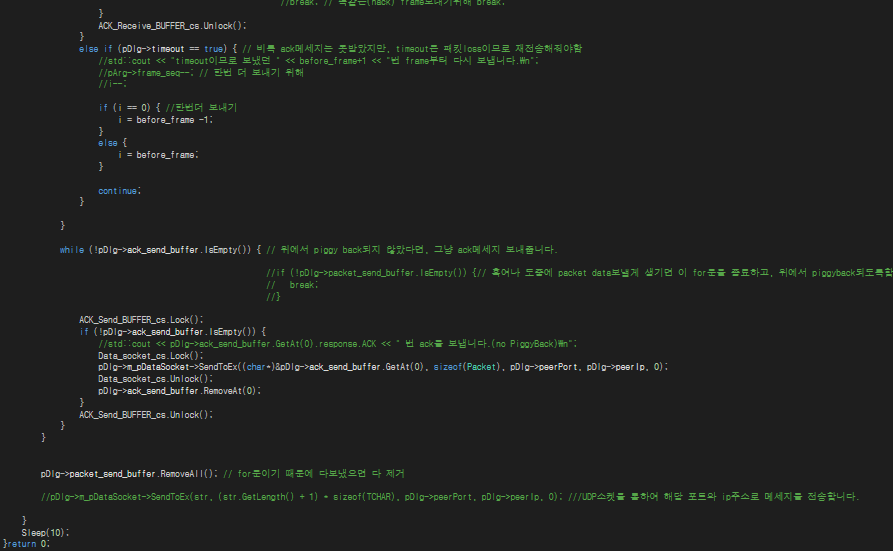 //break; // 똑같은(nack) frame보내기위해 break;
}
ACK_Receive_BUFFER_cs.Unlock();
}
else if (pDlg->timeout == true) { // 비록 ack메세지는 못받았지만, timeout은 패킷loss이므로 재전송해줘야함
//std::cout << "timeout이므로 보냈던 " << before_frame+1 << "번 frame부터 다시 보냅니다.\n";
//pArg->frame_seq--; // 한번 더 보내기 위해
//i--;
if (i == 0) { //한번더 보내기
i = before_frame -1;
}
else {
i = before_frame;
}
continue;
}
}
while (!pDlg->ack_send_buffer.IsEmpty()) { // 위에서 piggy back되지 않았다면, 그냥 ack메세지 보내줍니다.
//if (!pDlg->packet_send_buffer.IsEmpty()) {// 혹여나 도중에 packet data보낼게 생기면 이 for문을 종료하고, 위에서 piggyback되도록함
// break;
//}
ACK_Send_BUFFER_cs.Lock();
if (!pDlg->ack_send_buffer.IsEmpty()) {
//std::cout << pDlg->ack_send_buffer.GetAt(0).response.ACK << " 번 ack를 보냅니다.(no PiggyBack)\n";
Data_socket_cs.Lock();
pDlg->m_pDataSocket->SendToEx((char*)&pDlg->ack_send_buffer.GetAt(0), sizeof(Packet), pDlg->peerPort, pDlg->peerIp, 0);
Data_socket_cs.Unlock();
pDlg->ack_send_buffer.RemoveAt(0);
}
ACK_Send_BUFFER_cs.Unlock();
}
}
pDlg->packet_send_buffer.RemoveAll(); // for문이기 때문에 다보냈으면 다 제거
//pDlg->m_pDataSocket->SendToEx(str, (str.GetLength() + 1) * sizeof(TCHAR), pDlg->peerPort, pDlg->peerIp, 0); ///UDP소켓을 통하여 해당 포트와 ip주소로 메세지를 전송합니다.
}
Sleep(10);
}return 0;